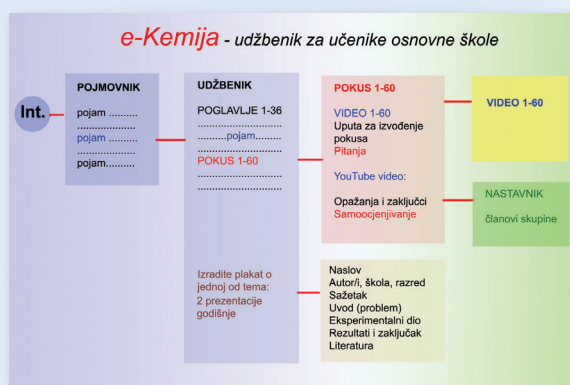 e-Kemija - udžbenik za učenike osnovne škole
Int.
POJMOVNIK
pojam ..........
......................
pojam ..........
......................
pojam..........
UDŽBENIK
POGLAVLJE 1-36
..............................
..........pojam..........
POKUS 1-60
..............................
..............................
Izradite plakat o
jednoj od tema:
2 prezentacije
godišnje
POKUS 1-60
VIDEO 1-60
Uputa za izvođenje
pokusa
Pitanja
YouTube video:
Opažanja i zaključci
Samoocjenjivanje
Naslov
Autor/i, škola, razred
Sažetak
Uvod (problem)
Eksperimentalni dio
Rezultati i zaključak
Literatura
VIDEO 1-60
NASTAVNIK
članovi skupine